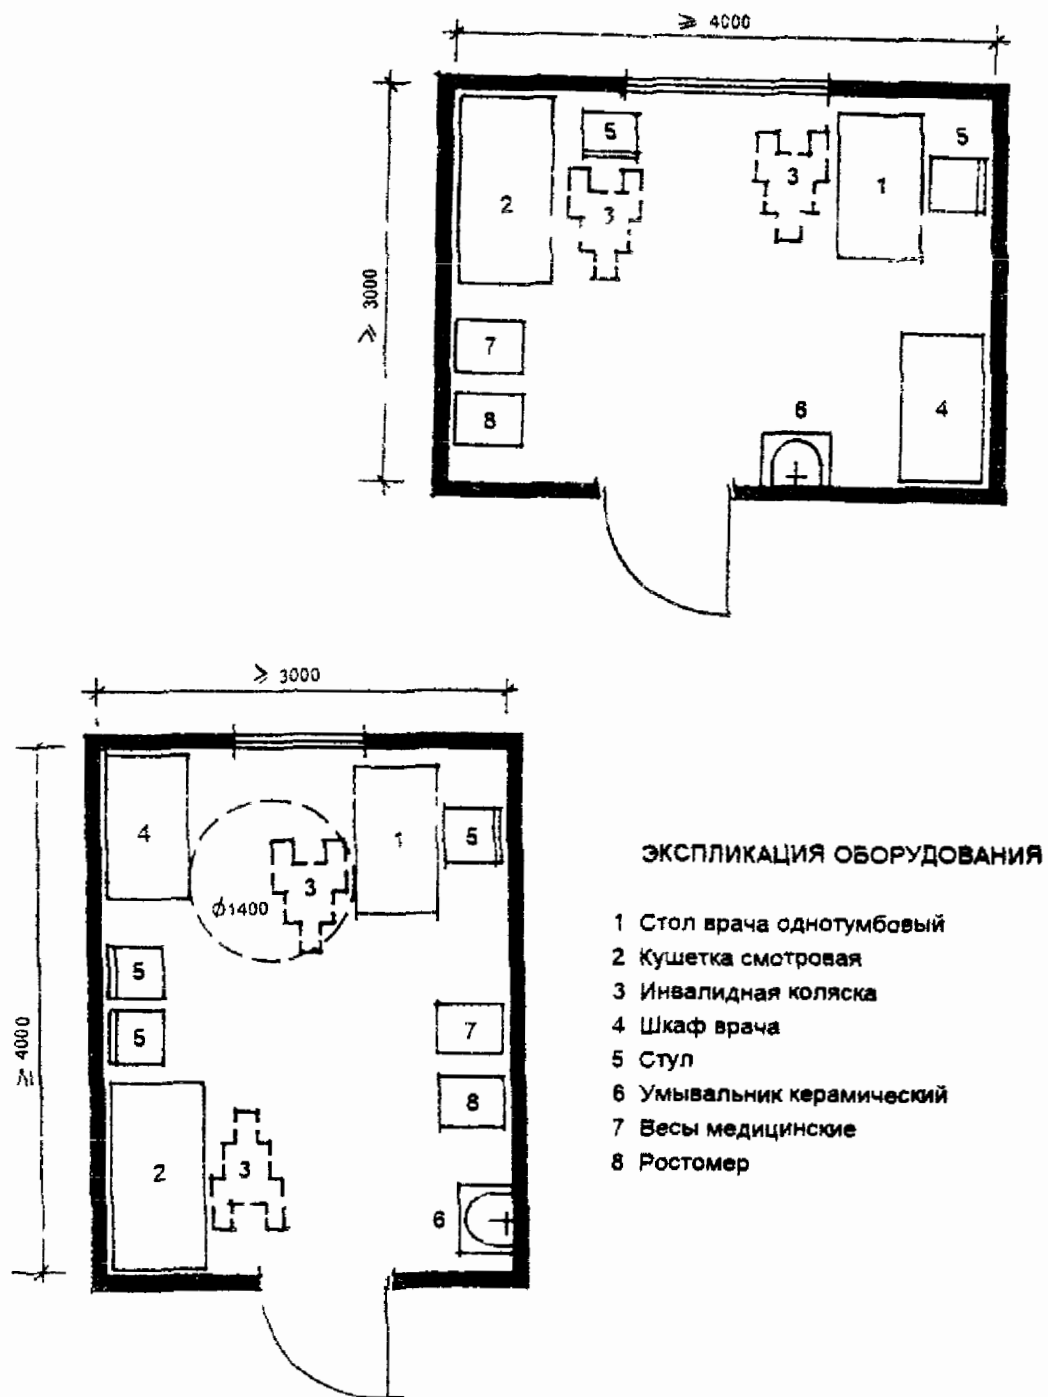 ⩾ 4000
⩾ 3000
2
5
3
3
1
5
7
8
6
4
⩾ 3000
⩾ 4000
4
ϕ1400
3
1
5
5
5
7
8
2
3
6
ЭКСПЛИКАЦИЯ ОБОРУДОВАНИЯ
1 Стол врача однотумбовый
2 Кушетка смотровая
3 Инвалидная коляска
4 Шкаф врача
5 Стул
6 Умывальник керамический
7 Весы медицинские
8 Ростомер